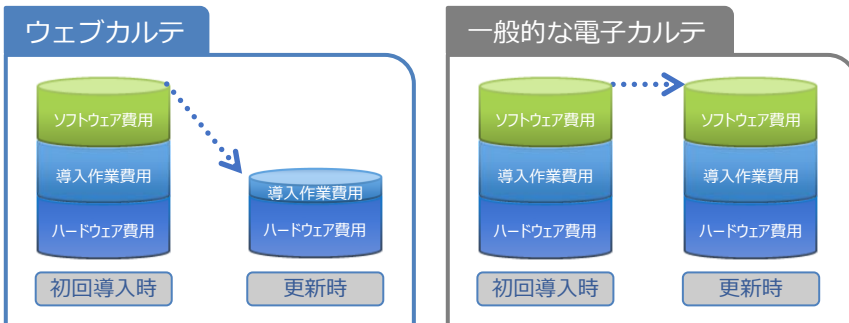 ウェブカルテ
ソフトウェア費用
導入作業費用
ハードウェア費用
初回導入時
導入作業費用
ハードウェア費用
更新時
一般的な電子カルテ
ソフトウェア費用
導入作業費用
ハードウェア費用
初回導入時
ソフトウェア費用
導入作業費用
ハードウェア費用
更新時